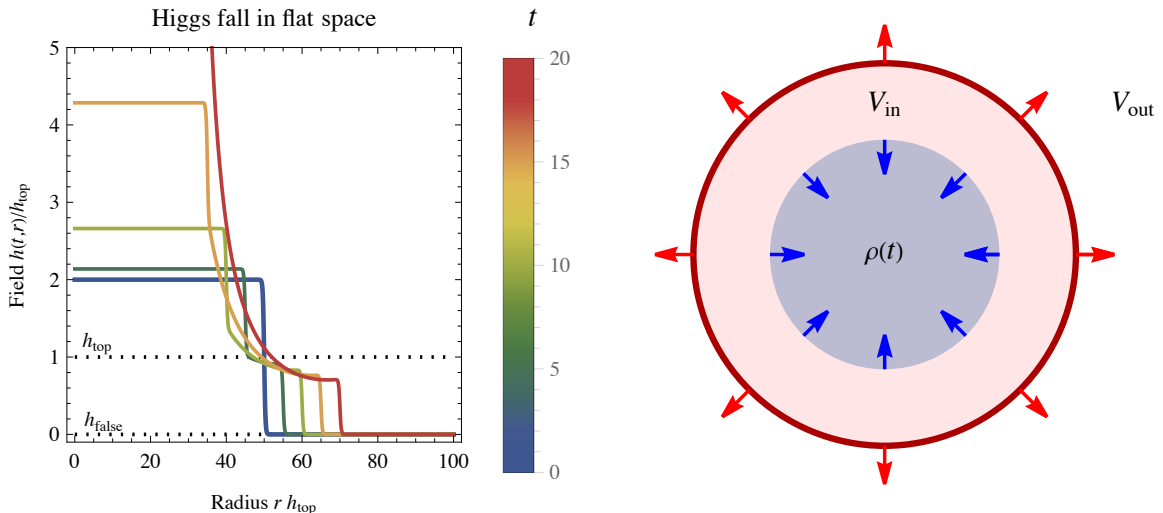 Higgs fall in flat space
t
Field h(t,r)/h_top
5
4
3
2
1
0
h_top
h_false
0
20
40
60
80
100
Radius r h_top
20
15
10
5
0
V_in
V_out
ρ(t)